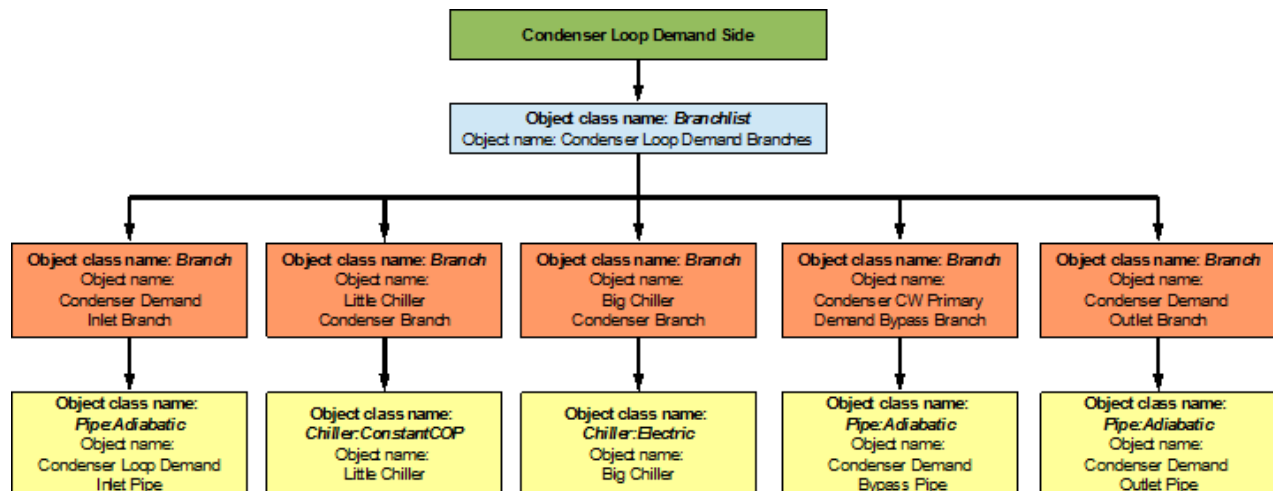 Condenser Loop Demand Side
Object class name: Branchlist
Object name: Condenser Loop Demand Branches
Object class name: Branch
Object name:
Condenser Demand
Inlet Branch
Object class name: Branch
Object name:
Little Chiller
Condenser Branch
Object class name: Branch
Object name:
Big Chiller
Condenser Branch
Object class name: Branch
Object name:
Condenser CW Primary
Demand Bypass Branch
Object class name: Branch
Object name:
Condenser Demand
Outlet Branch
Object class name:
Pipe:Adiabatic
Object name:
Condenser Loop Demand
Inlet Pipe
Object class name:
Chiller:ConstantCOP
Object name:
Little Chiller
Object class name:
Chiller:Electric
Object name:
Big Chiller
Object class name:
Pipe:Adiabatic
Object name:
Condenser Demand
Bypass Pipe
Object class name:
Pipe:Adiabatic
Object name:
Condenser Demand
Outlet Pipe